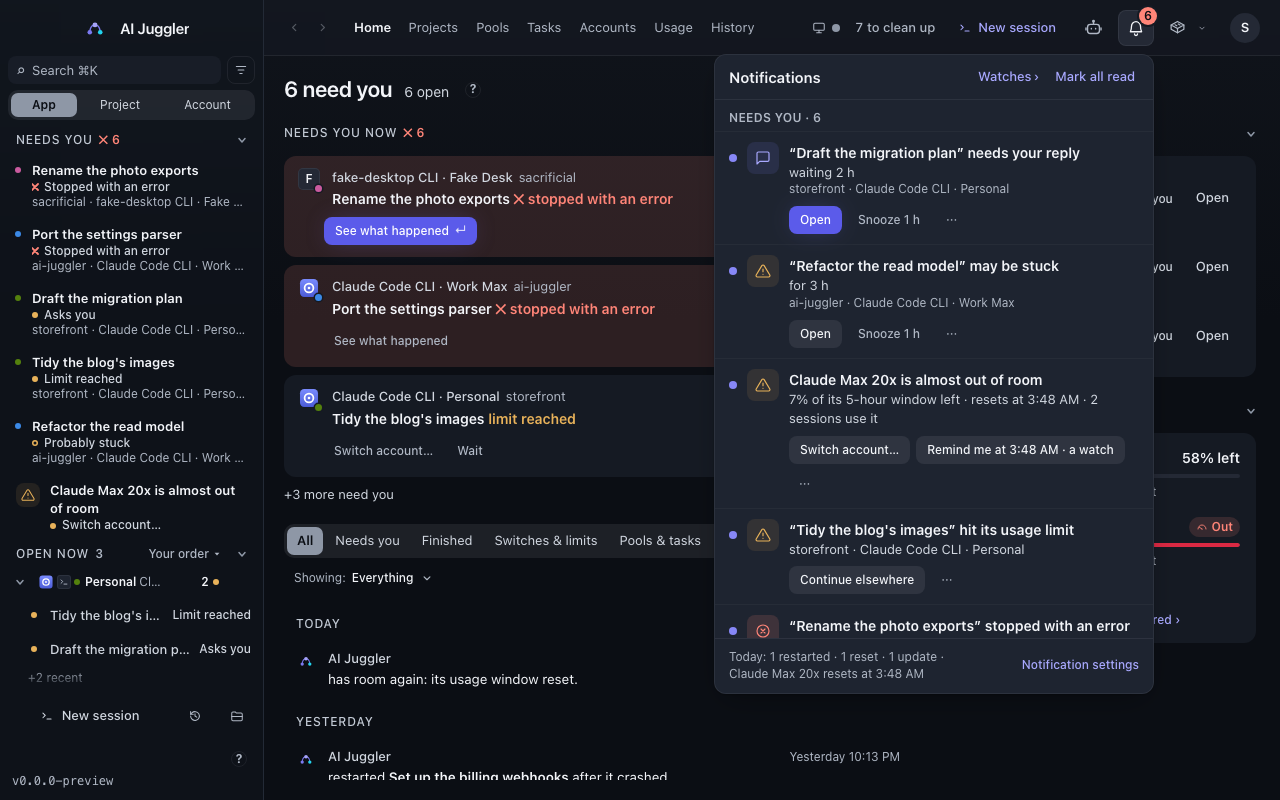 AI Juggler
Search ⌘K
App
Project
Account
NEEDS YOU 6
Rename the photo exports
Stopped with an error
sacrificial · fake-desktop CLI · Fake ...
Port the settings parser
Stopped with an error
ai-juggler · Claude Code CLI · Work ...
Draft the migration plan
Asks you
storefront · Claude Code CLI · Perso...
Tidy the blog's images
Limit reached
storefront · Claude Code CLI · Perso...
Refactor the read model
Probably stuck
ai-juggler · Claude Code CLI · Work ...
Claude Max 20x is almost out
of room
Switch account...
OPEN NOW 3
Your order
Personal Cl...
2
Tidy the blog's i...
Limit reached
Draft the migration p...
Asks you
+2 recent
New session
?
v0.0.0-preview
Home
Projects
Pools
Tasks
Accounts
Usage
History
7 to clean up
New session
6
S
6 need you
6 open
?
NEEDS YOU NOW 6
F
fake-desktop CLI · Fake Desk sacrificial
Rename the photo exports stopped with an error
See what happened
Claude Code CLI · Work Max ai-juggler
Port the settings parser stopped with an error
See what happened
Claude Code CLI · Personal storefront
Tidy the blog's images limit reached
Switch account...
Wait
+3 more need you
All
Needs you
Finished
Switches & limits
Pools & tasks
Showing: Everything
TODAY
AI Juggler
has room again: its usage window reset.
YESTERDAY
AI Juggler
Yesterday 10:13 PM
restarted Set up the billing webhooks after it crashed
Notifications
Watches ›
Mark all read
NEEDS YOU · 6
“Draft the migration plan” needs your reply
waiting 2 h
storefront · Claude Code CLI · Personal
Open
Snooze 1 h
...
“Refactor the read model” may be stuck
for 3 h
ai-juggler · Claude Code CLI · Work Max
Open
Snooze 1 h
...
Claude Max 20x is almost out of room
7% of its 5-hour window left · resets at 3:48 AM · 2
sessions use it
Switch account...
Remind me at 3:48 AM · a watch
...
“Tidy the blog's images” hit its usage limit
storefront · Claude Code CLI · Personal
Continue elsewhere
...
“Rename the photo exports” stopped with an error
Today: 1 restarted · 1 reset · 1 update ·
Claude Max 20x resets at 3:48 AM
Notification settings
you
Open
you
Open
you
Open
58% left
t
Out
t
red ›